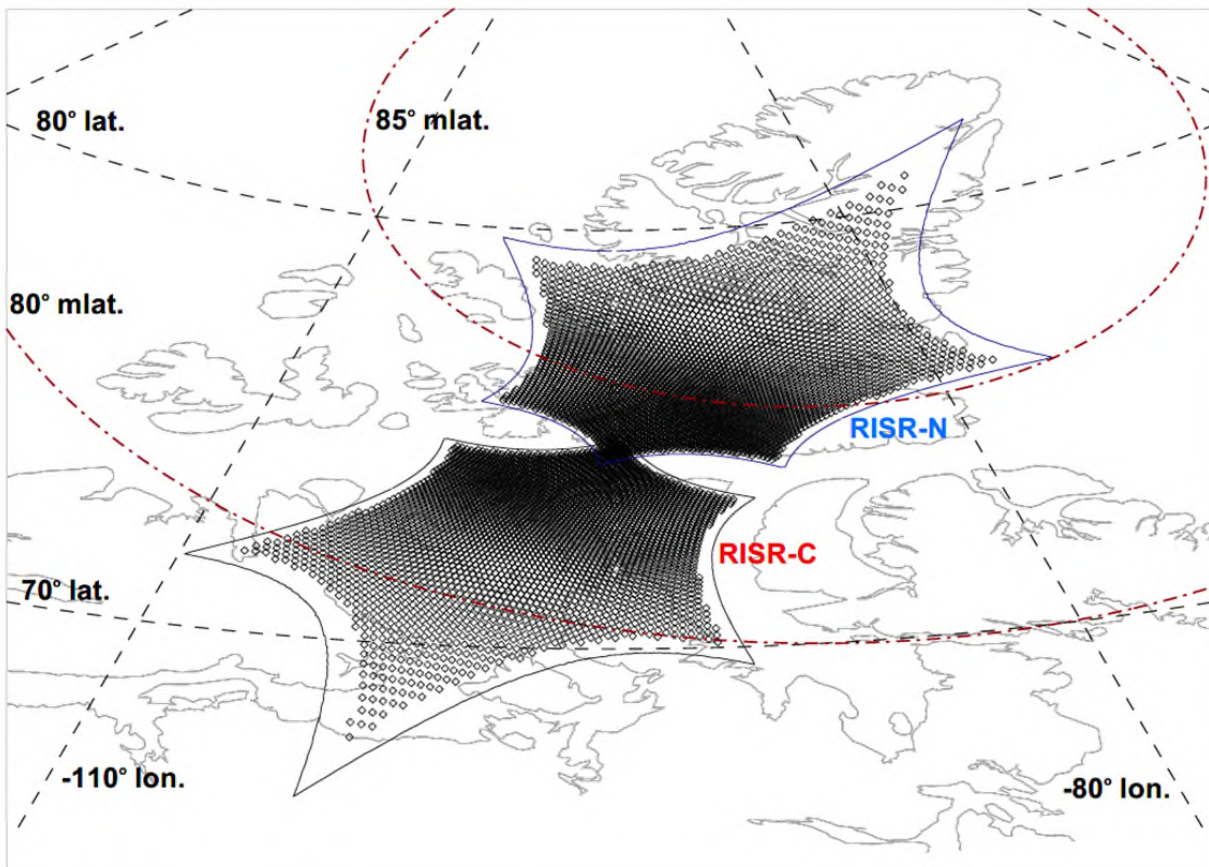 80° lat.
85° mlat.
80° mlat.
RISR-N
RISR-C
70° lat.
-110° lon.
-80° lon.